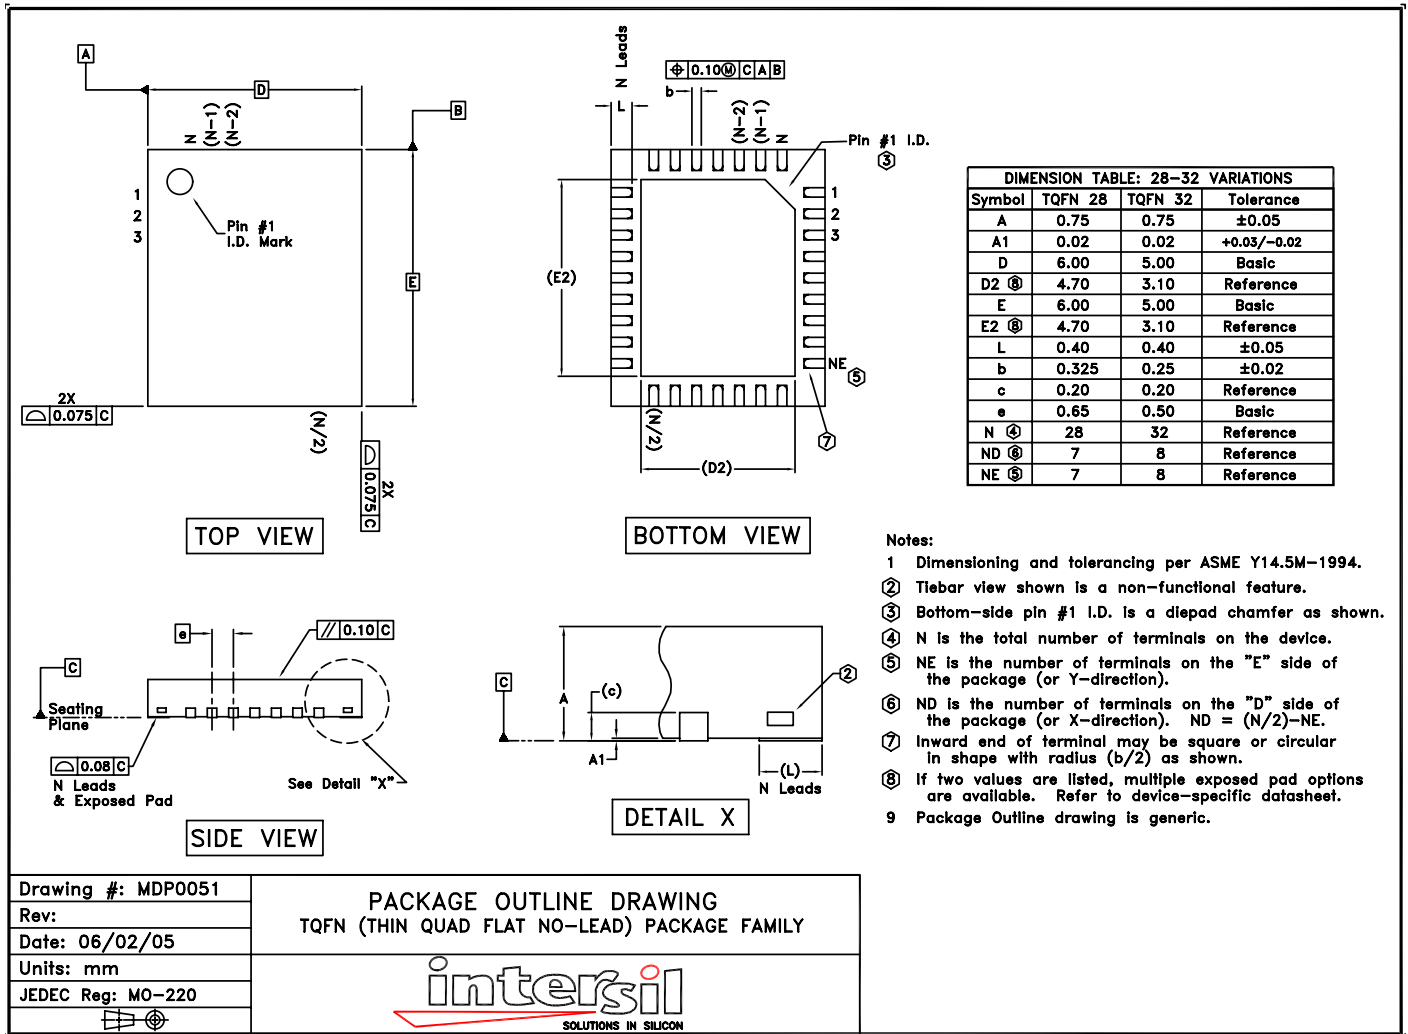 A
D
B
N
(N-1)
(N-2)
1
2
3
Pin #1
I.D. Mark
E
2X
0.075 C
(N/2)
2X
0.075 C
TOP VIEW
N Leads
L
0.10Ⓜ C A B
b
(N-2)
(N-1)
N
Pin #1 I.D.
3
1
2
3
(E2)
NE
5
7
(N/2)
(D2)
BOTTOM VIEW
DIMENSION TABLE: 28-32 VARIATIONS
Symbol TQFN 28 TQFN 32 Tolerance
A 0.75 0.75 ±0.05
A1 0.02 0.02 +0.03/-0.02
D 6.00 5.00 Basic
D2 8 4.70 3.10 Reference
E 6.00 5.00 Basic
E2 8 4.70 3.10 Reference
L 0.40 0.40 ±0.05
b 0.325 0.25 ±0.02
c 0.20 0.20 Reference
e 0.65 0.50 Basic
N 4 28 32 Reference
ND 6 7 8 Reference
NE 5 7 8 Reference
Notes:
1 Dimensioning and tolerancing per ASME Y14.5M-1994.
2 Tiebar view shown is a non-functional feature.
3 Bottom-side pin #1 I.D. is a diepad chamfer as shown.
4 N is the total number of terminals on the device.
5 NE is the number of terminals on the "E" side of
the package (or Y-direction).
6 ND is the number of terminals on the "D" side of
the package (or X-direction). ND = (N/2)-NE.
7 Inward end of terminal may be square or circular
in shape with radius (b/2) as shown.
8 If two values are listed, multiple exposed pad options
are available. Refer to device-specific datasheet.
9 Package Outline drawing is generic.
e
// 0.10 C
C
Seating
Plane
0.08 C
N Leads
& Exposed Pad
See Detail "X"
SIDE VIEW
C
A
(c)
A1
2
(L)
N Leads
DETAIL X
Drawing #: MDP0051
Rev:
Date: 06/02/05
Units: mm
JEDEC Reg: MO-220
PACKAGE OUTLINE DRAWING
TQFN (THIN QUAD FLAT NO-LEAD) PACKAGE FAMILY
intersil
SOLUTIONS IN SILICON